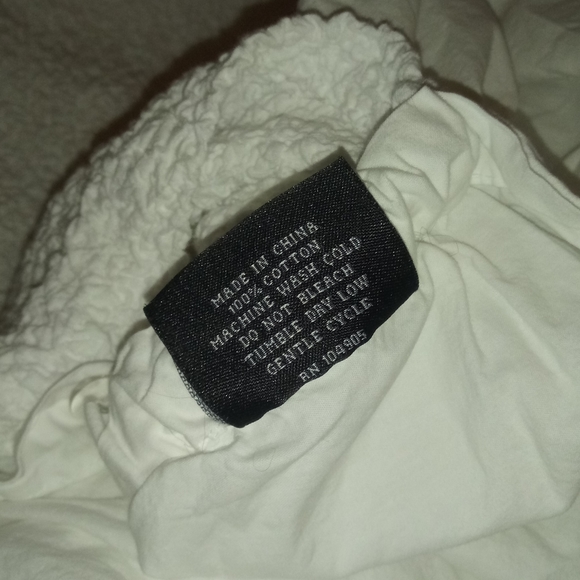 MADE IN CHINA
100% COTTON
MACHINE WASH COLD
DO NOT BLEACH
TUMBLE DRY LOW
GENTLE CYCLE
RN 104905